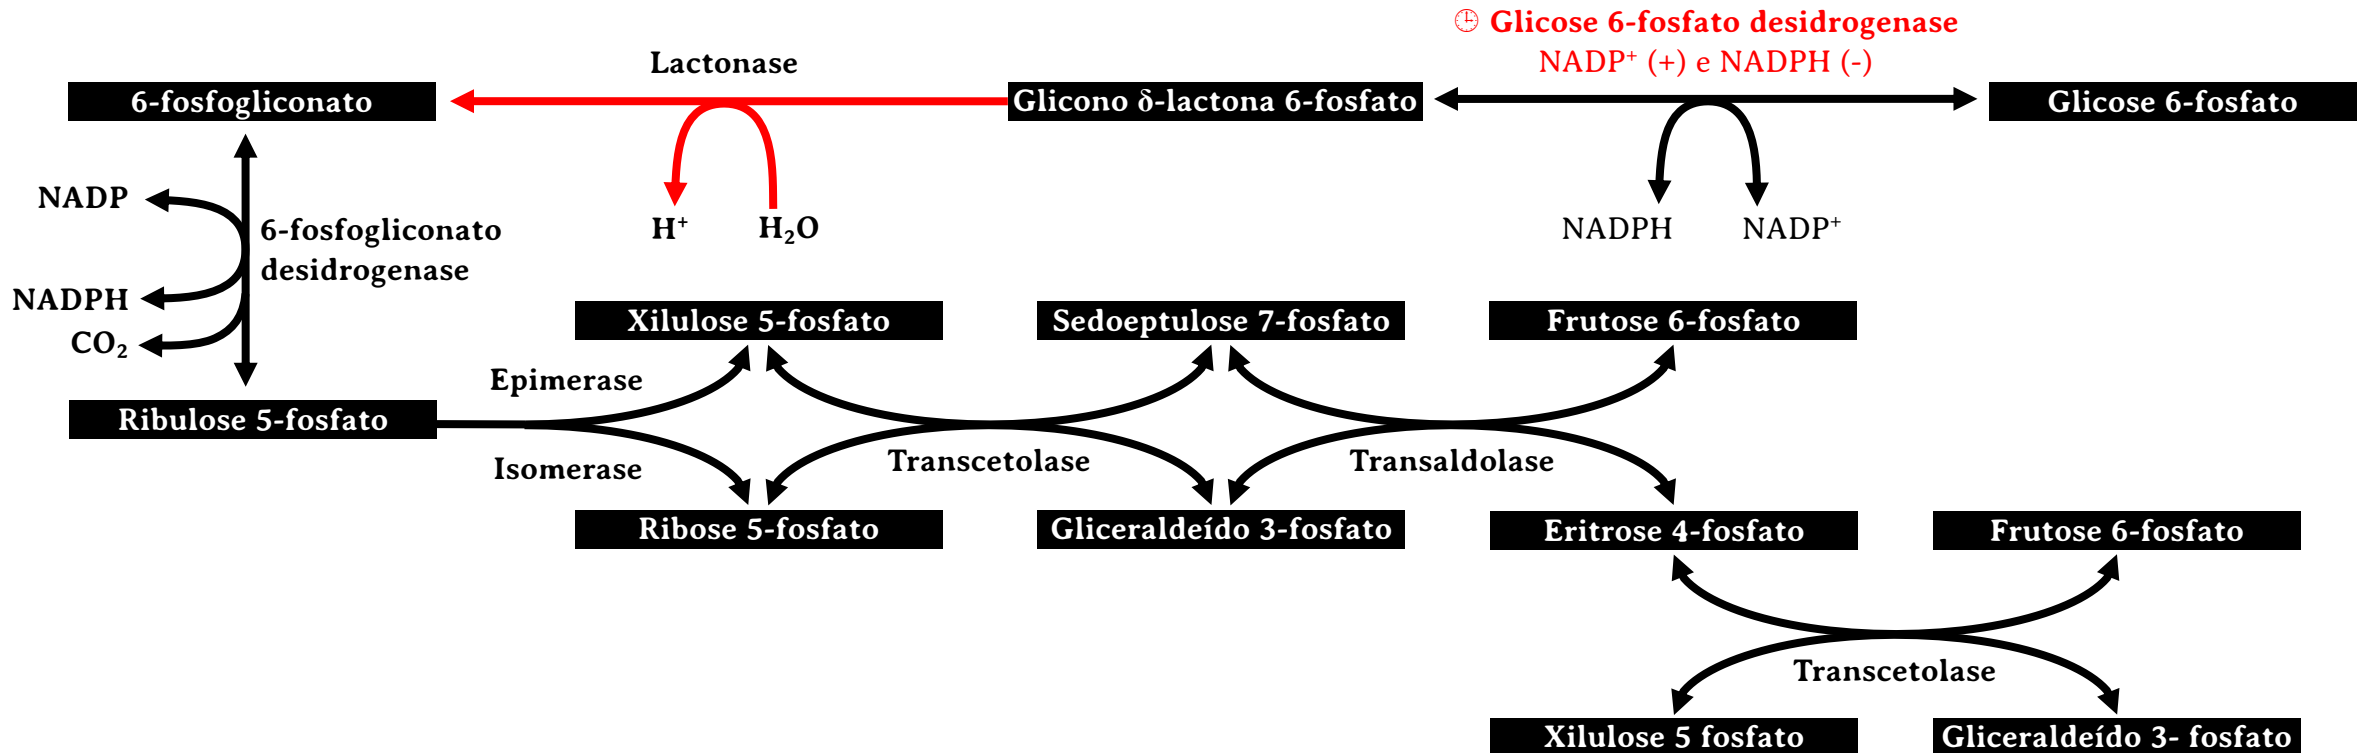 🕒 Glicose 6-fosfato desidrogenase
NADP⁺ (+) e NADPH (-)
Lactonase
6-fosfogliconato
Glicono δ-lactona 6-fosfato
Glicose 6-fosfato
NADP
6-fosfogliconato
desidrogenase
H⁺
H₂O
NADPH
NADP⁺
NADPH
CO₂
Xilulose 5-fosfato
Sedoeptulose 7-fosfato
Frutose 6-fosfato
Epimerase
Ribulose 5-fosfato
Isomerase
Transcetolase
Transaldolase
Ribose 5-fosfato
Gliceraldeído 3-fosfato
Eritrose 4-fosfato
Frutose 6-fosfato
Transcetolase
Xilulose 5 fosfato
Gliceraldeído 3- fosfato